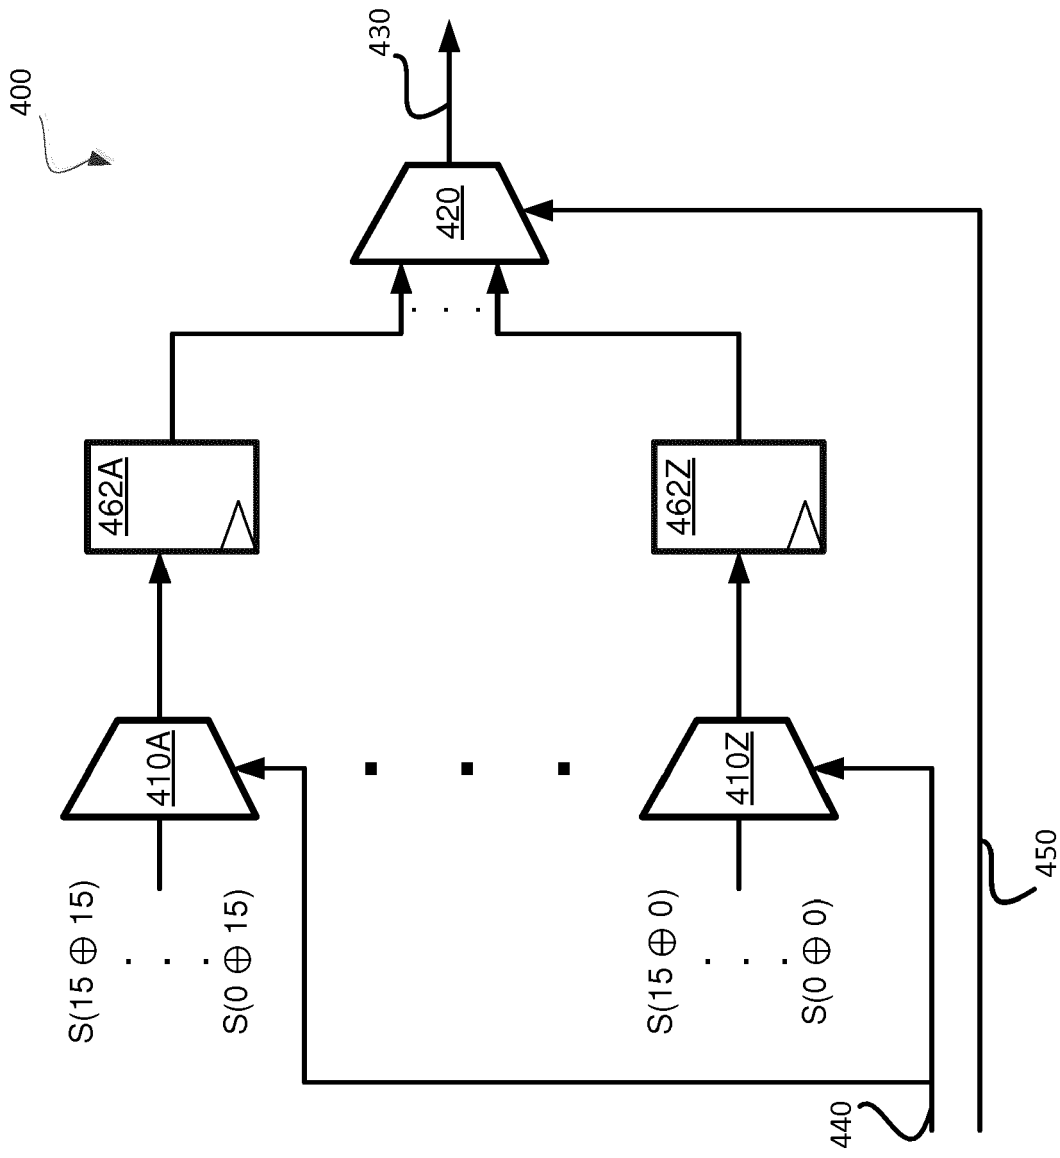 400
430
420
462A
462Z
410A
410Z
S(15 ⊕ 15)
. . .
S(0 ⊕ 15)
S(15 ⊕ 0)
. . .
S(0 ⊕ 0)
440
450